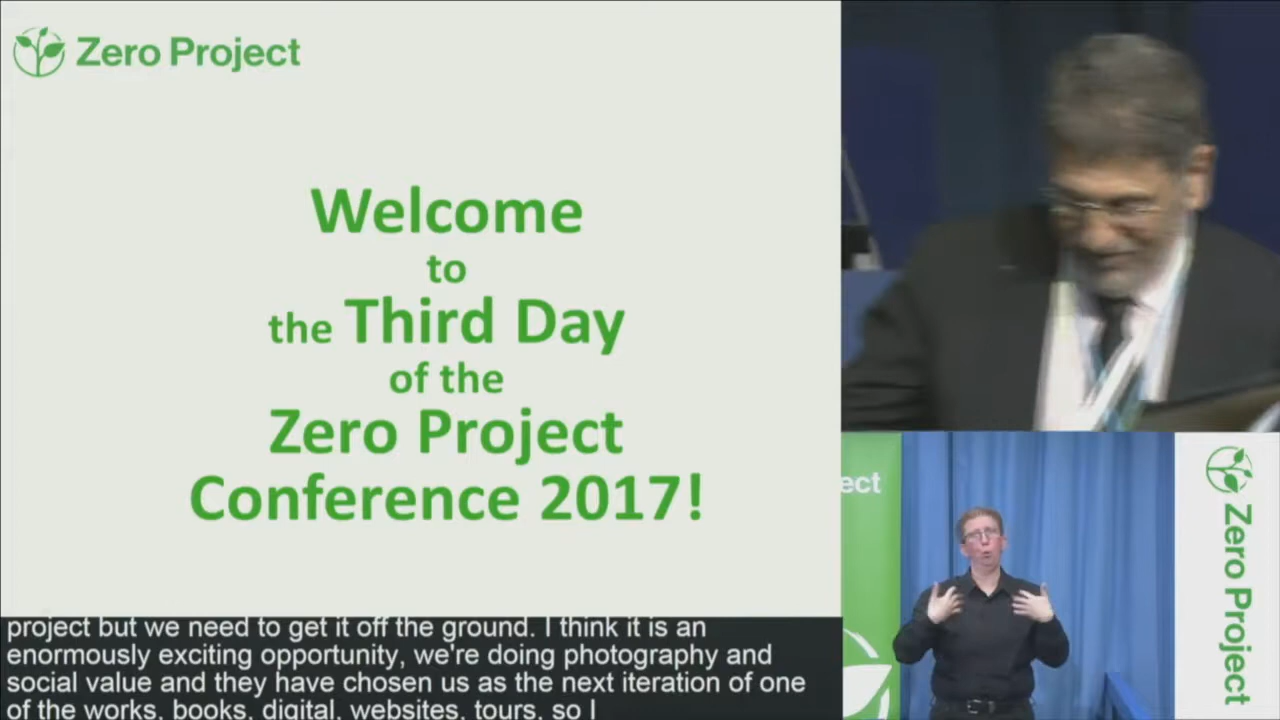 Zero Project
Welcome
to
the Third Day
of the
Zero Project
Conference 2017!
project but we need to get it off the ground. I think it is an
enormously exciting opportunity, we're doing photography and
social value and they have chosen us as the next iteration of one
of the works, books, digital, websites, tours, so I
ect
Zero Project